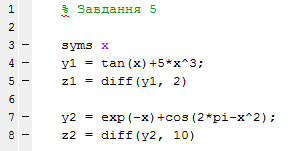 1 % Завдання 5
2
3 – syms x
4 – y1 = tan(x)+5*x^3;
5 – z1 = diff(y1, 2)
6
7 – y2 = exp(-x)+cos(2*pi-x^2);
8 – z2 = diff(y2, 10)